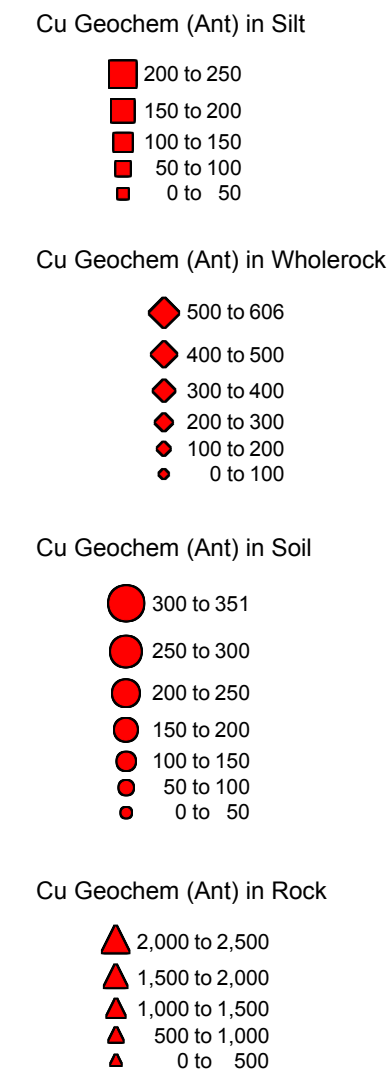 Cu Geochem (Ant) in Silt
200 to 250
150 to 200
100 to 150
50 to 100
0 to 50
Cu Geochem (Ant) in Wholerock
500 to 606
400 to 500
300 to 400
200 to 300
100 to 200
0 to 100
Cu Geochem (Ant) in Soil
300 to 351
250 to 300
200 to 250
150 to 200
100 to 150
50 to 100
0 to 50
Cu Geochem (Ant) in Rock
2,000 to 2,500
1,500 to 2,000
1,000 to 1,500
500 to 1,000
0 to 500